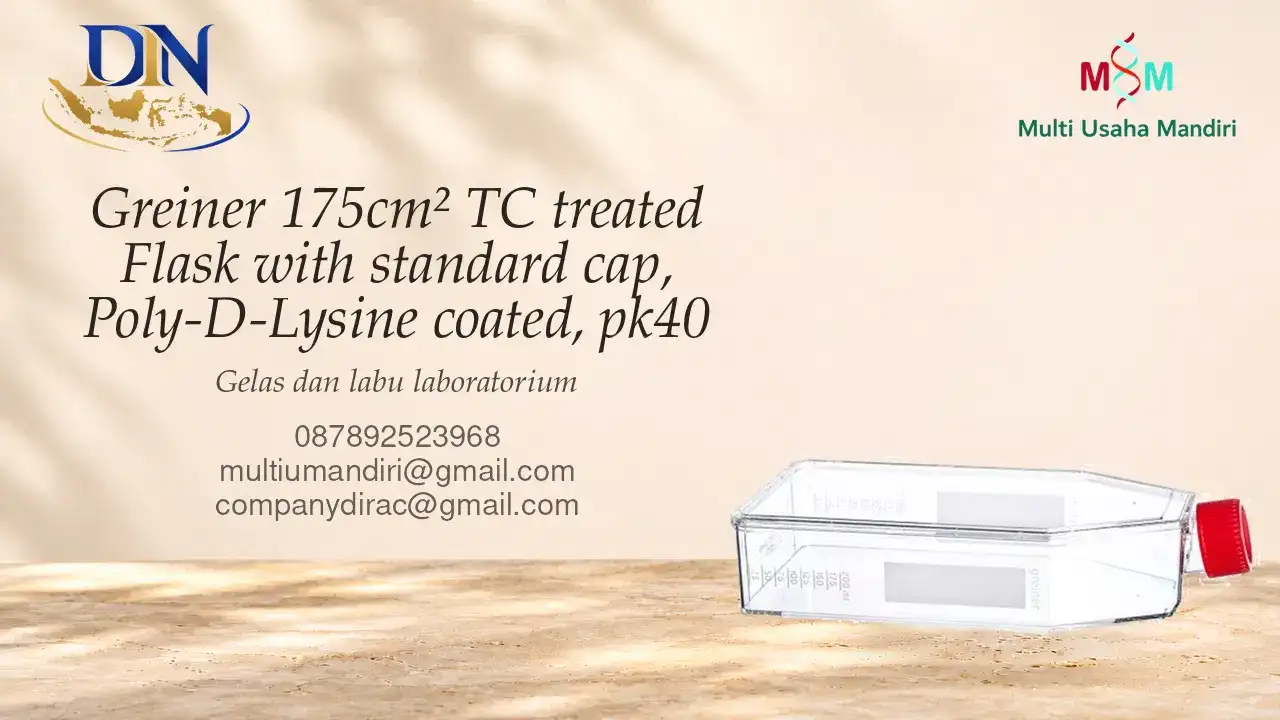 DN
MSM
Multi Usaha Mandiri
Greiner 175cm² TC treated
Flask with standard cap,
Poly-D-Lysine coated, pk40
Gelas dan labu laboratorium
087892523968
multiumandiri@gmail.com
companydirac@gmail.com
greiner